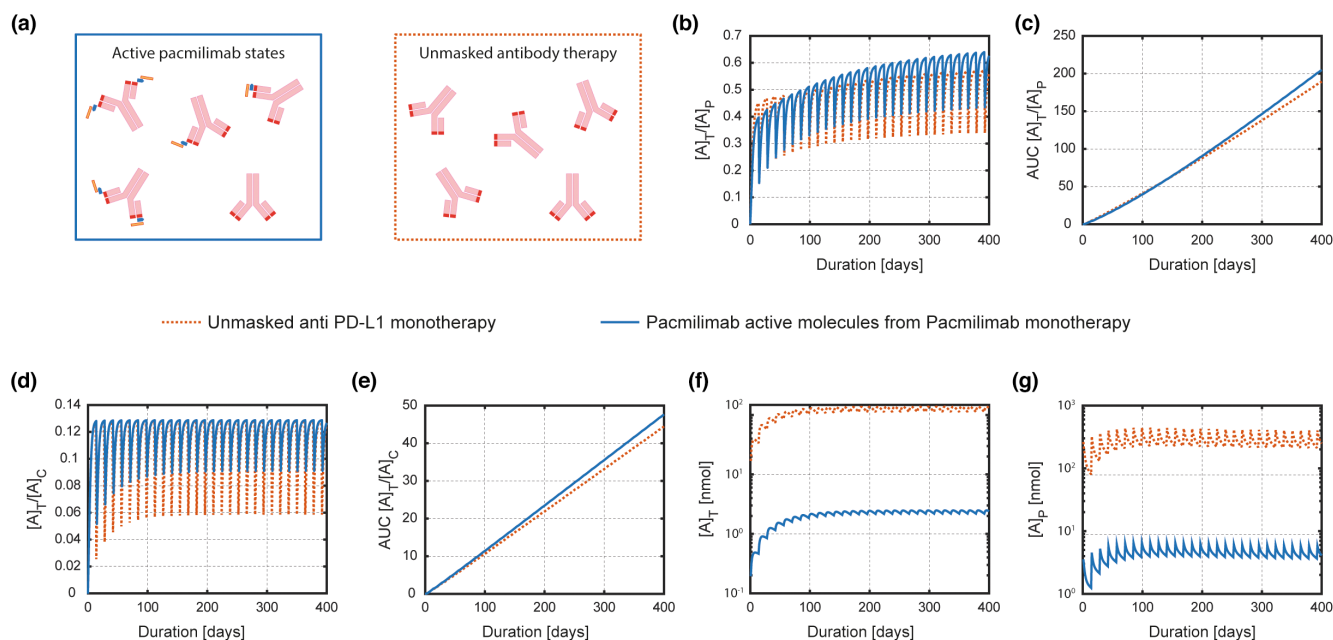 (a)
Active pacmilimab states
Unmasked antibody therapy
(b)
[A]T/[A]P
0.7
0.6
0.5
0.4
0.3
0.2
0.1
0
0 100 200 300 400
Duration [days]
(c)
AUC [A]T/[A]P
250
200
150
100
50
0
0 100 200 300 400
Duration [days]
Unmasked anti PD-L1 monotherapy
Pacmilimab active molecules from Pacmilimab monotherapy
(d)
[A]T/[A]C
0.14
0.12
0.1
0.08
0.06
0.04
0.02
0
0 100 200 300 400
Duration [days]
(e)
AUC [A]T/[A]C
50
40
30
20
10
0
0 100 200 300 400
Duration [days]
(f)
[A]T [nmol]
10²
10¹
10⁰
10⁻¹
0 100 200 300 400
Duration [days]
(g)
[A]P [nmol]
10³
10²
10¹
10⁰
0 100 200 300 400
Duration [days]